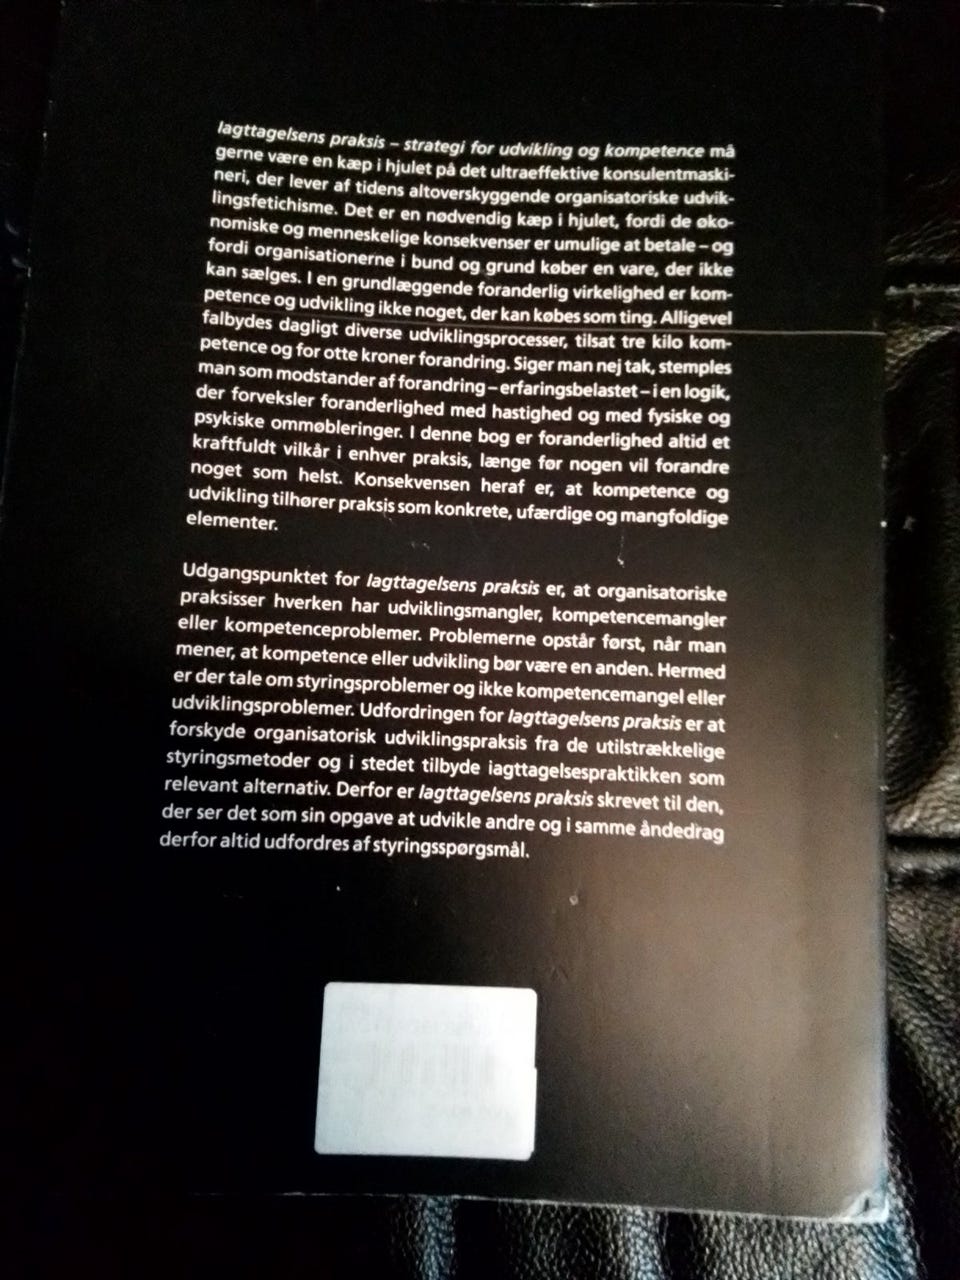 Iagttagelsens praksis – strategi for udvikling og kompetence må
gerne være en kæp i hjulet på det ultraeffektive konsulentmaski-
neri, der lever af tidens altoverskyggende organisatoriske udvik-
lingsfetichisme. Det er en nødvendig kæp i hjulet, fordi de øko-
nomiske og menneskelige konsekvenser er umulige at betale – og
fordi organisationerne i bund og grund køber en vare, der ikke
kan sælges. I en grundlæggende foranderlig virkelighed er kom-
petence og udvikling ikke noget, der kan købes som ting. Alligevel
falbydes dagligt diverse udviklingsprocesser, tilsat tre kilo kom-
petence og for otte kroner forandring. Siger man nej tak, stemples
man som modstander af forandring – erfaringsbelastet – i en logik,
der forveksler foranderlighed med hastighed og med fysiske og
psykiske ommøbleringer. I denne bog er foranderlighed altid et
kraftfuldt vilkår i enhver praksis, længe før nogen vil forandre
noget som helst. Konsekvensen heraf er, at kompetence og
udvikling tilhører praksis som konkrete, ufærdige og mangfoldige
elementer.
Udgangspunktet for Iagttagelsens praksis er, at organisatoriske
praksisser hverken har udviklingsmangler, kompetencemangler
eller kompetenceproblemer. Problemerne opstår først, når man
mener, at kompetence eller udvikling bør være en anden. Hermed
er der tale om styringsproblemer og ikke kompetencemangel eller
udviklingsproblemer. Udfordringen for Iagttagelsens praksis er at
forskyde organisatorisk udviklingspraksis fra de utilstrækkelige
styringsmetoder og i stedet tilbyde iagttagelsespraktikken som
relevant alternativ. Derfor er Iagttagelsens praksis skrevet til den,
der ser det som sin opgave at udvikle andre og i samme åndedrag
derfor altid udfordres af styringsspørgsmål.